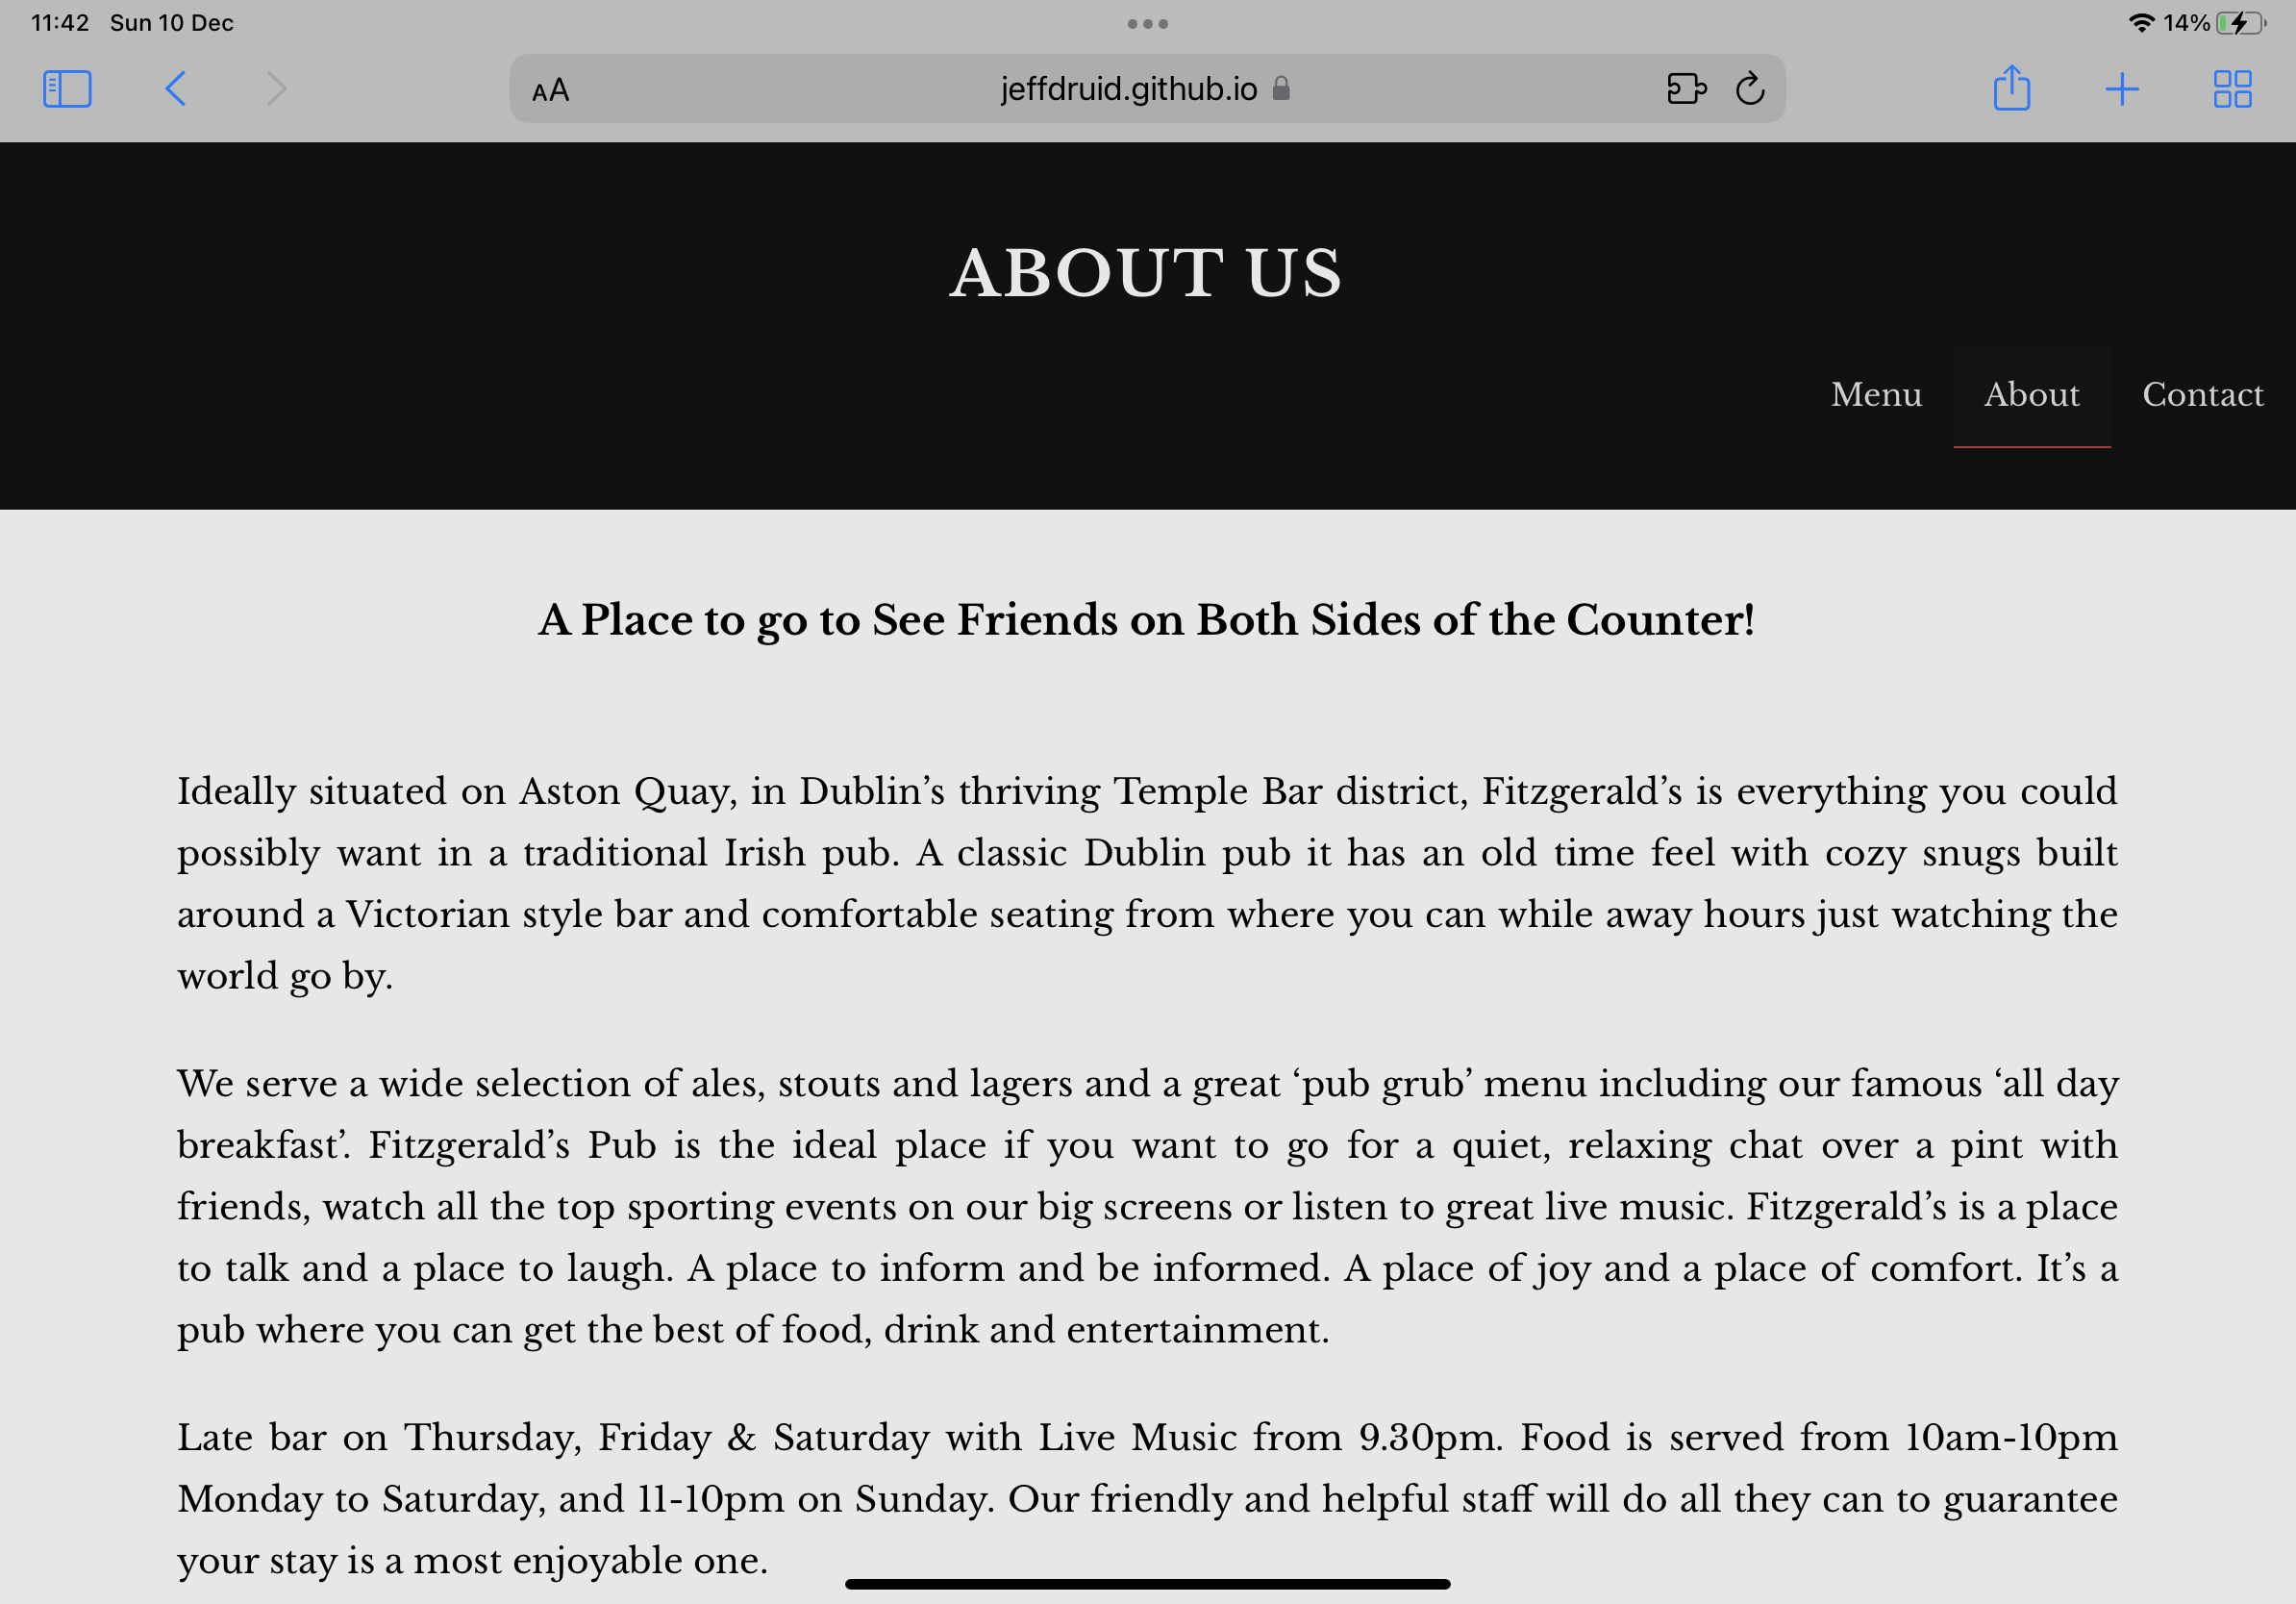 11:42 Sun 10 Dec
14%
AA
jeffdruid.github.io
ABOUT US
Menu About Contact
A Place to go to See Friends on Both Sides of the Counter!
Ideally situated on Aston Quay, in Dublin’s thriving Temple Bar district, Fitzgerald’s is everything you could
possibly want in a traditional Irish pub. A classic Dublin pub it has an old time feel with cozy snugs built
around a Victorian style bar and comfortable seating from where you can while away hours just watching the
world go by.
We serve a wide selection of ales, stouts and lagers and a great ‘pub grub’ menu including our famous ‘all day
breakfast’. Fitzgerald’s Pub is the ideal place if you want to go for a quiet, relaxing chat over a pint with
friends, watch all the top sporting events on our big screens or listen to great live music. Fitzgerald’s is a place
to talk and a place to laugh. A place to inform and be informed. A place of joy and a place of comfort. It’s a
pub where you can get the best of food, drink and entertainment.
Late bar on Thursday, Friday & Saturday with Live Music from 9.30pm. Food is served from 10am-10pm
Monday to Saturday, and 11-10pm on Sunday. Our friendly and helpful staff will do all they can to guarantee
your stay is a most enjoyable one.